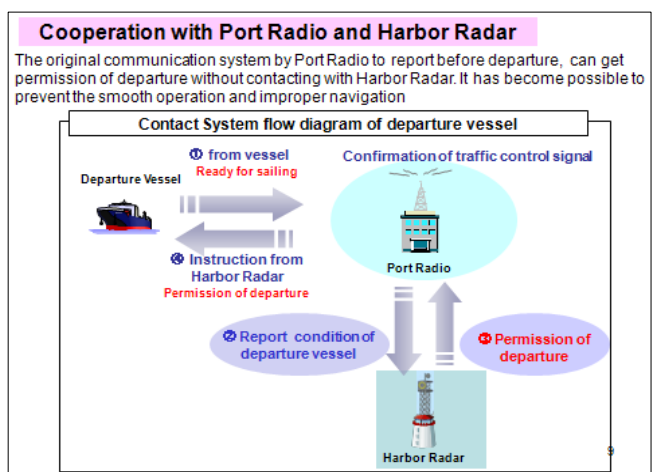 Cooperation with Port Radio and Harbor Radar
The original communication system by Port Radio to report before departure, can get
permission of departure without contacting with Harbor Radar. It has become possible to
prevent the smooth operation and improper navigation
Contact System flow diagram of departure vessel
① from vessel
Ready for sailing
Confirmation of traffic control signal
Departure Vessel
④ Instruction from
Harbor Radar
Permission of departure
Port Radio
② Report condition of
departure vessel
③ Permission of
departure
Harbor Radar
9